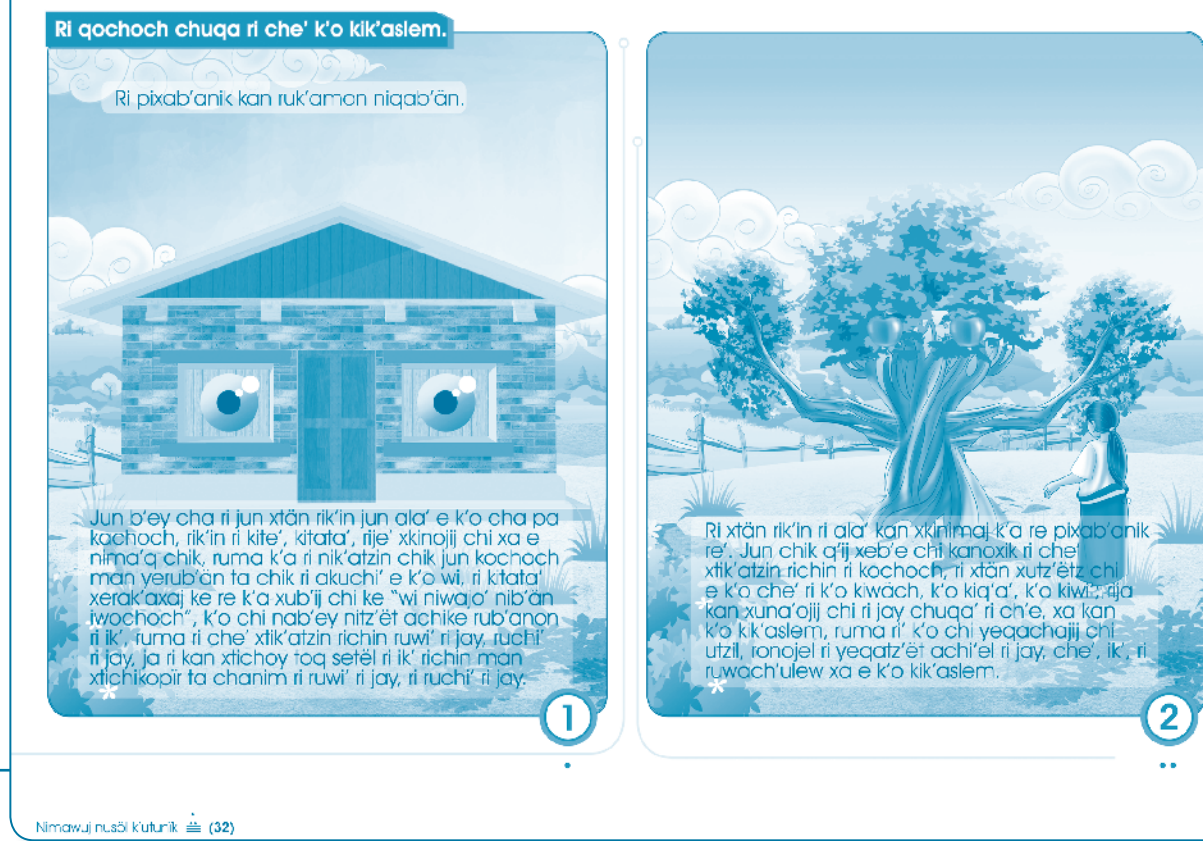 Ri qochoch chuqa ri che' k'o kik'aslem.
Ri pixab'anik kan ruk'amon niqab'än.
Jun b'ey cha ri jun xtän rik'in jun ala' e k'o cha pa
kachoch, rik'in ri kite', kitata', rije' xkinojij chi xa e
nima'q chik, ruma k'a ri nik'atzin chik jun kochoch
man yerub'än ta chik ri akuchi' e k'o wi, ri kitata'
xerak'axaj ke re k'a xub'ij chi ke "wi niwajo' nib'än
iwochoch", k'o chi nab'ey nitz'ët achike rub'anon
ri ik', ruma ri che' xtik'atzin richin ruwi' ri jay, ruchi'
ri jay, ja ri kan xtichoy toq setël ri ik' richin man
xtichikopïr ta chanim ri ruwi' ri jay, ri ruchi' ri jay.
1
Ri xtän rik'in ri ala' kan xkinimaj k'a re pixab'anik
re'. Jun chik q'ij xeb'e chi kanoxik ri che'
xtik'atzin richin ri kochoch, ri xtän xutz'ëtz chi
e k'o che' ri k'o kiwäch, k'o kiq'a', k'o kiwi', rija
kan xuna'ojij chi ri jay chuqa' ri ch'e, xa kan
k'o kik'aslem, ruma ri' k'o chi yeqachajij chi
utzil, ronojel ri yeqatz'ët achi'el ri jay, che', ik', ri
ruwach'ulew xa e k'o kik'aslem.
2
Nimawuj nusöl k'utunïk (32)